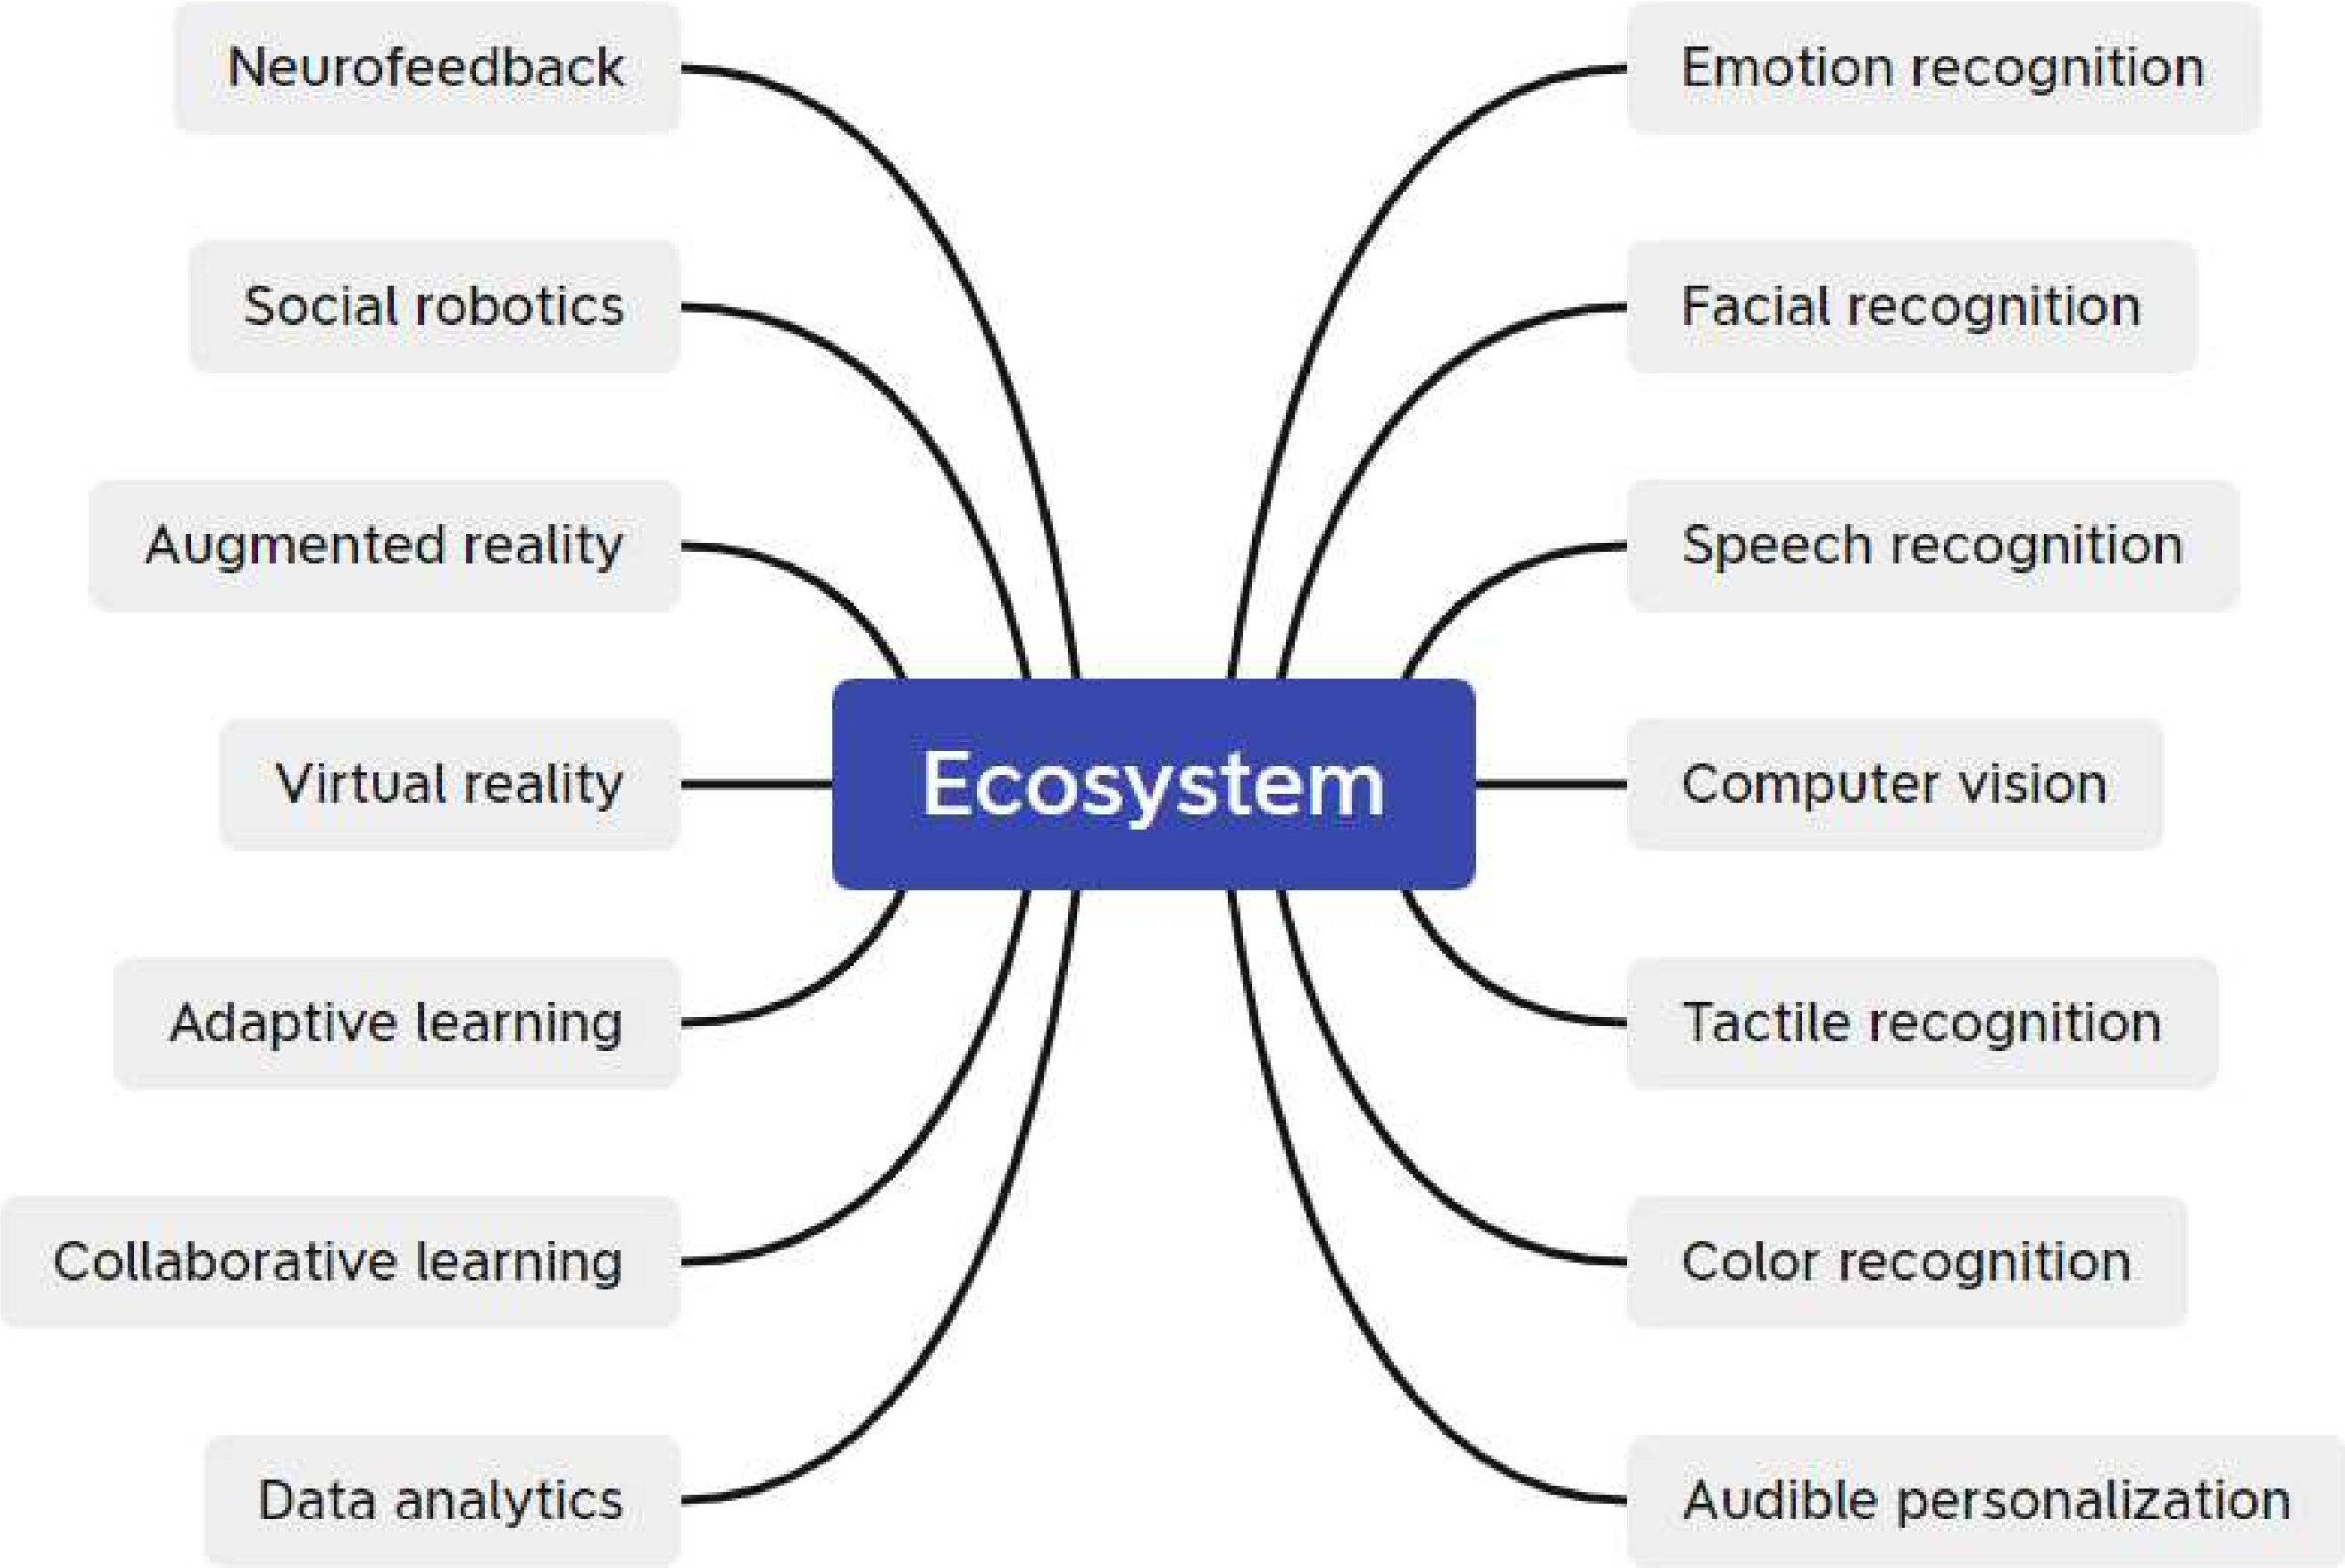 Neurofeedback
Social robotics
Augmented reality
Virtual reality
Adaptive learning
Collaborative learning
Data analytics
Ecosystem
Emotion recognition
Facial recognition
Speech recognition
Computer vision
Tactile recognition
Color recognition
Audible personalization